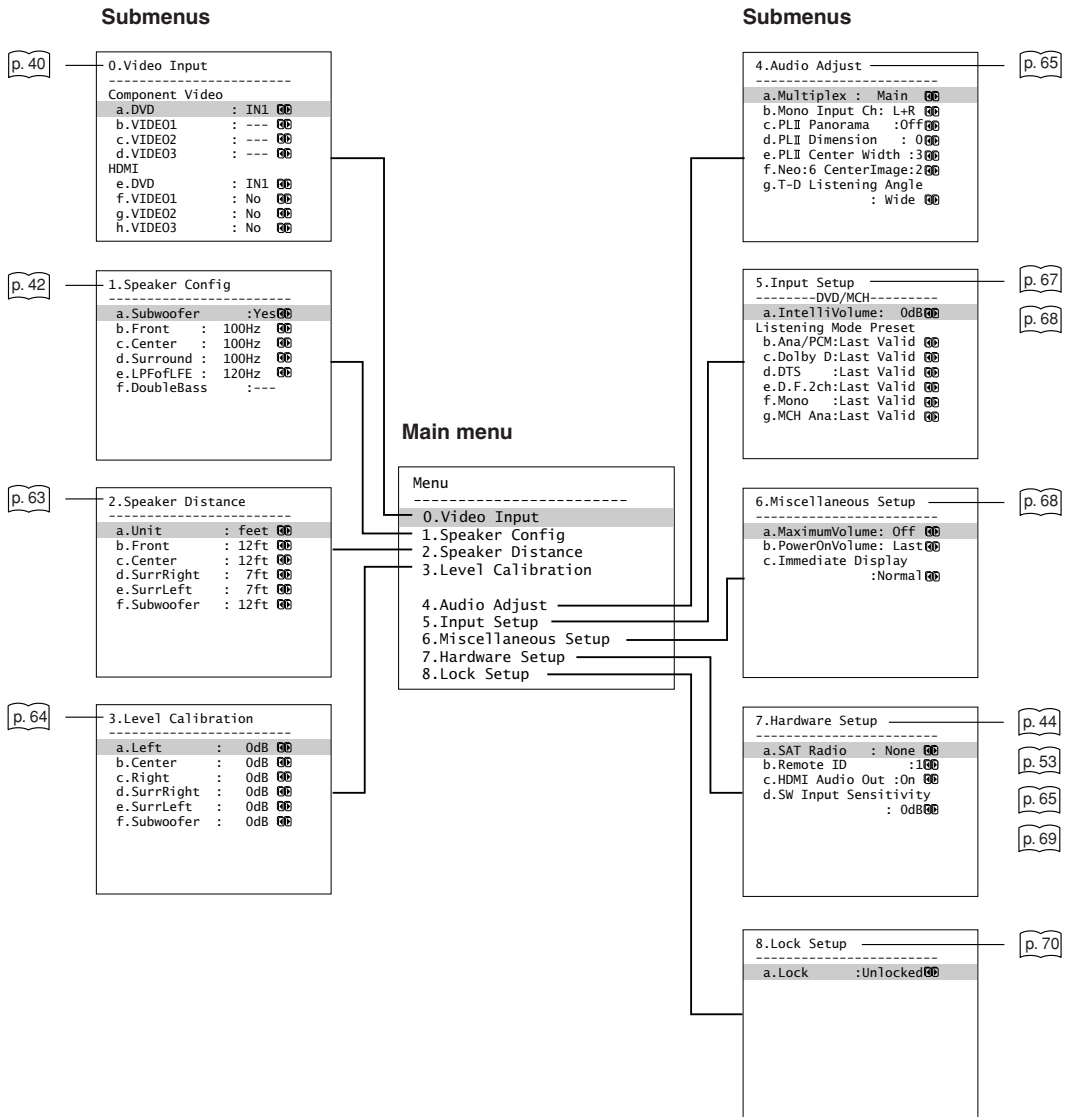 Submenus
p. 40
0.Video Input
-------------------------
Component Video
a.DVD : IN1
b.VIDEO1 : ---
c.VIDEO2 : ---
d.VIDEO3 : ---
HDMI
e.DVD : IN1
f.VIDEO1 : No
g.VIDEO2 : No
h.VIDEO3 : No
p. 42
1.Speaker Config
-------------------------
a.Subwoofer :Yes
b.Front : 100Hz
c.Center : 100Hz
d.Surround : 100Hz
e.LPFofLFE : 120Hz
f.DoubleBass :---
p. 63
2.Speaker Distance
-------------------------
a.Unit : feet
b.Front : 12ft
c.Center : 12ft
d.SurrRight : 7ft
e.SurrLeft : 7ft
f.Subwoofer : 12ft
p. 64
3.Level Calibration
-------------------------
a.Left : 0dB
b.Center : 0dB
c.Right : 0dB
d.SurrRight : 0dB
e.SurrLeft : 0dB
f.Subwoofer : 0dB
Main menu
Menu
-------------------------
0.Video Input
1.Speaker Config
2.Speaker Distance
3.Level Calibration
4.Audio Adjust
5.Input Setup
6.Miscellaneous Setup
7.Hardware Setup
8.Lock Setup
Submenus
4.Audio Adjust
p. 65
-------------------------
a.Multiplex : Main
b.Mono Input Ch: L+R
c.PLⅡ Panorama :Off
d.PLⅡ Dimension : 0
e.PLⅡ Center Width :3
f.Neo:6 CenterImage:2
g.T-D Listening Angle
: Wide
5.Input Setup
p. 67
p. 68
--------DVD/MCH---------
a.IntelliVolume: 0dB
Listening Mode Preset
b.Ana/PCM:Last Valid
c.Dolby D:Last Valid
d.DTS :Last Valid
e.D.F.2ch:Last Valid
f.Mono :Last Valid
g.MCH Ana:Last Valid
6.Miscellaneous Setup
p. 68
-------------------------
a.MaximumVolume: Off
b.PowerOnVolume: Last
c.Immediate Display
:Normal
7.Hardware Setup
p. 44
p. 53
p. 65
p. 69
-------------------------
a.SAT Radio : None
b.Remote ID :1
c.HDMI Audio Out :On
d.SW Input Sensitivity
: 0dB
8.Lock Setup
p. 70
-------------------------
a.Lock :Unlocked